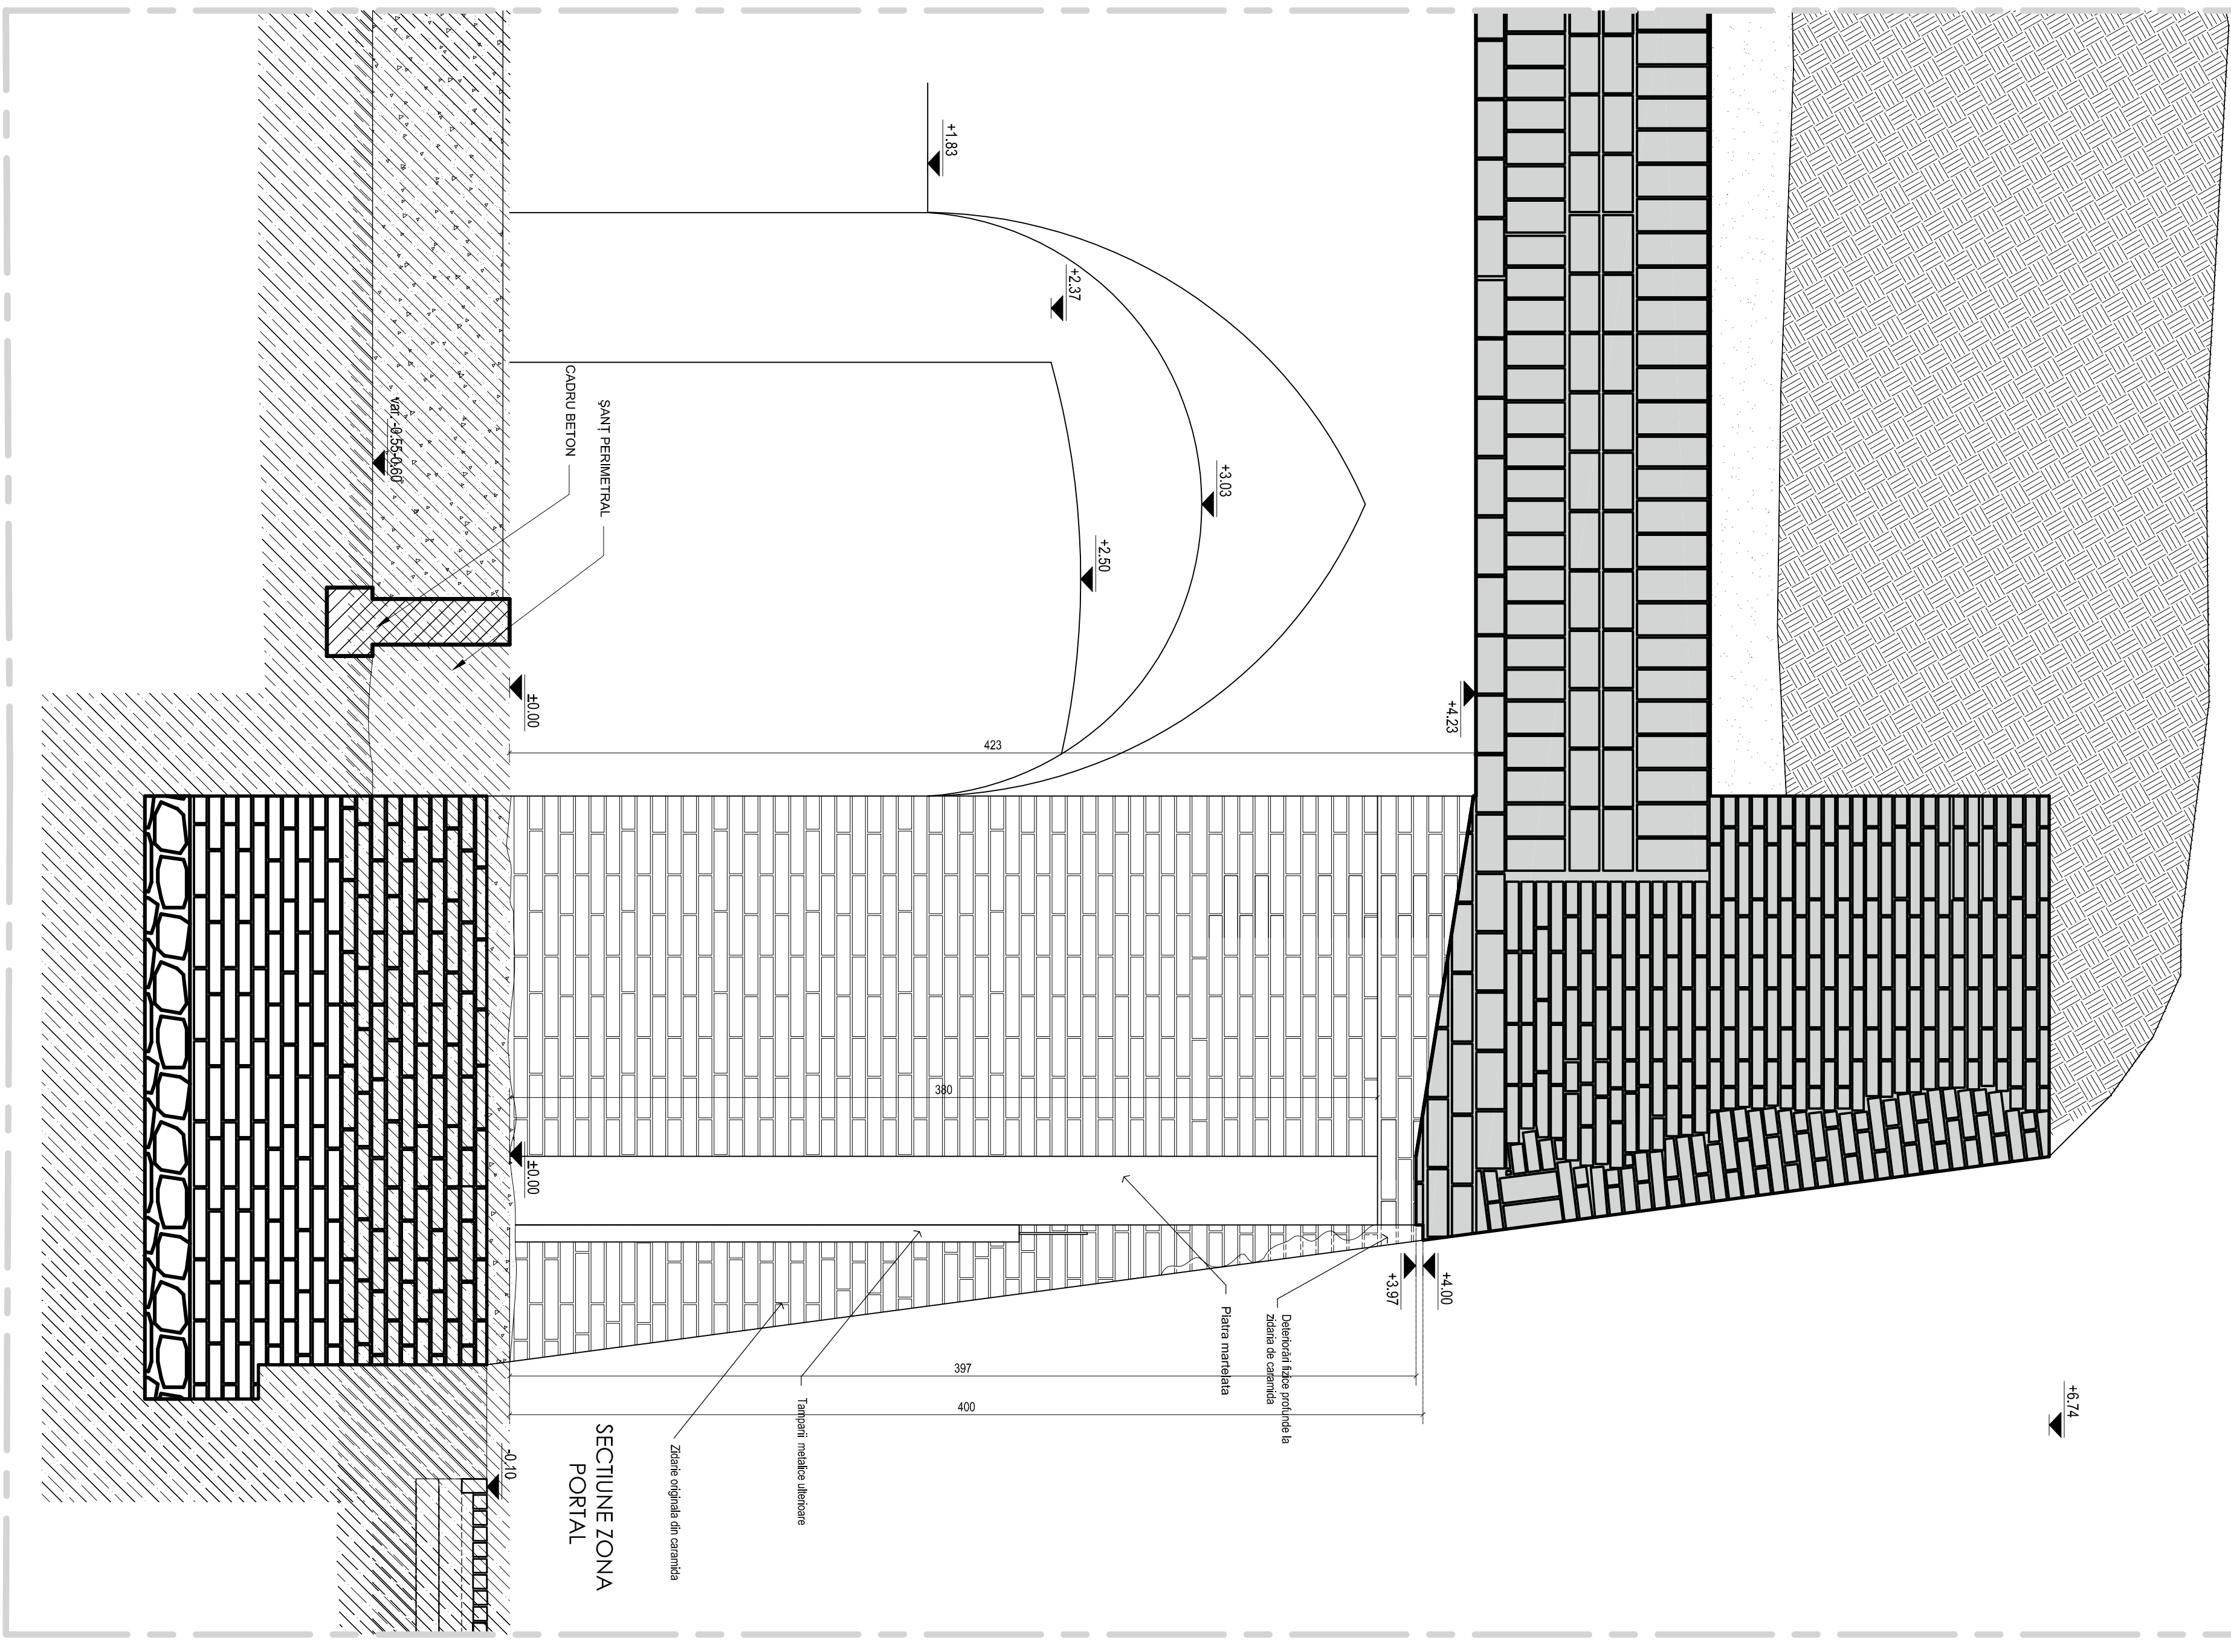 +1.83
+2.37
+3.03
+2.50
CADRU BETON
ŞANŢ PERIMETRAL
var. -0.55-0.60
±0.00
+4.23
423
380
±0.00
+3.97
+4.00
Deteriorări fizice profunde la
zidaria de caramida
Piatra martelata
397
400
Tamparii metalice ulterioare
Zidarie originala din caramida
+6.74
-0.10
SECTIUNE ZONA
PORTAL